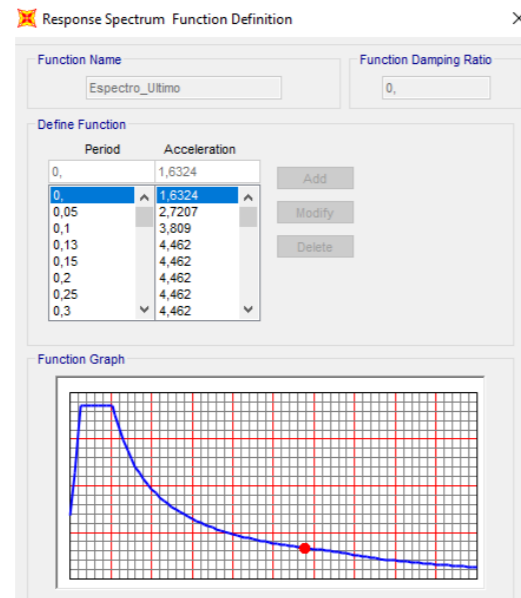 Response Spectrum Function Definition
Function Name
Function Damping Ratio
Espectro_Ultimo
0,
Define Function
Period Acceleration
0, 1,6324
Add
0, 1,6324
0,05 2,7207
Modify
0,1 3,809
0,13 4,462
Delete
0,15 4,462
0,2 4,462
0,25 4,462
0,3 4,462
Function Graph